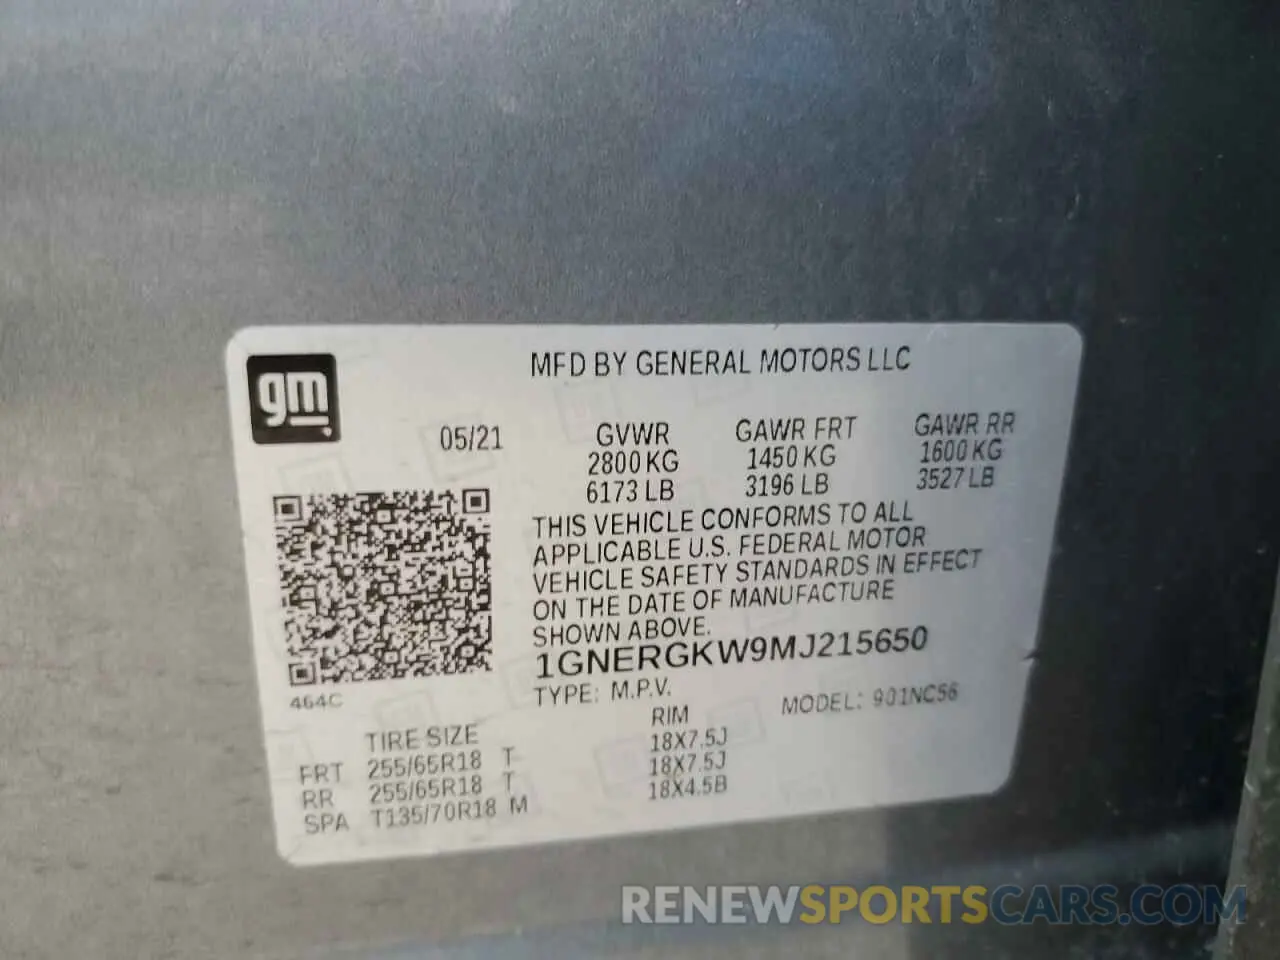 gm
MFD BY GENERAL MOTORS LLC
05/21 GVWR GAWR FRT GAWR RR
2800 KG 1450 KG 1600 KG
6173 LB 3196 LB 3527 LB
THIS VEHICLE CONFORMS TO ALL
APPLICABLE U.S. FEDERAL MOTOR
VEHICLE SAFETY STANDARDS IN EFFECT
ON THE DATE OF MANUFACTURE
SHOWN ABOVE.
1GNERGKW9MJ215650
464C
TYPE: M.P.V. MODEL: 901NC56
TIRE SIZE RIM
FRT 255/65R18 T 18X7.5J
RR 255/65R18 T 18X7.5J
SPA T135/70R18 M 18X4.5B
RENEWSPORTSCARS.COM